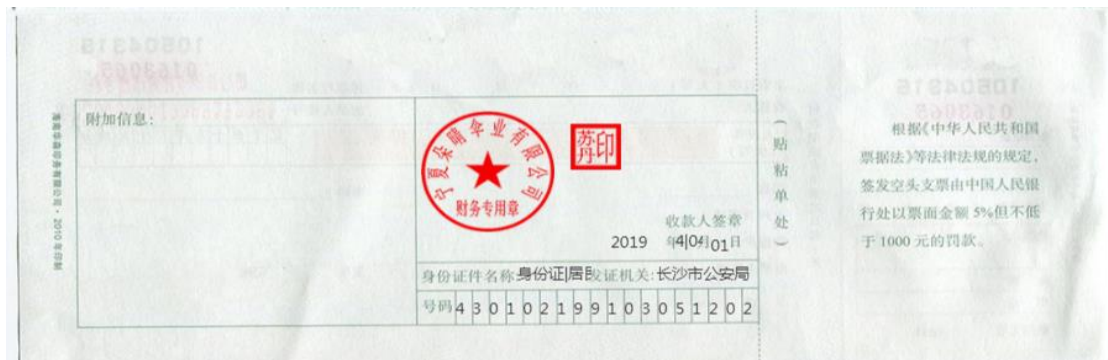 附加信息：
宁夏朵晴伞业有限公司
财务专用章
苏丹印
收款人签章
2019 年4|04月01日
身份证件名称:身份证|居民发证机关:长沙市公安局
号码430102199103051202
（贴粘单处）
根据《中华人民共和国
票据法》等法律法规的规定,
签发空头支票由中国人民银
行处以票面金额 5%但不低
于 1000 元的罚款。
10504316
0163065